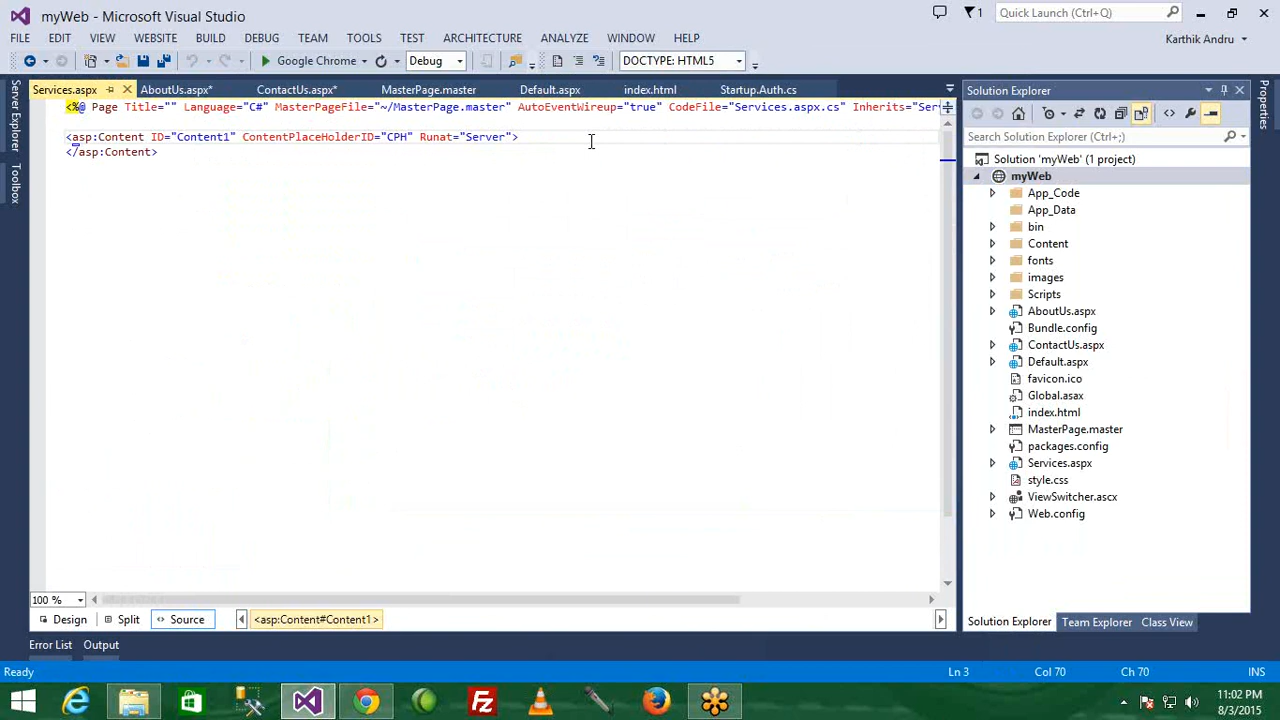 myWeb - Microsoft Visual Studio
1
Quick Launch (Ctrl+Q)
FILE EDIT VIEW WEBSITE BUILD DEBUG TEAM TOOLS TEST ARCHITECTURE ANALYZE WINDOW HELP
Karthik Andru
Google Chrome
Debug
DOCTYPE: HTML5
Server Explorer
Toolbox
Services.aspx AboutUs.aspx* ContactUs.aspx* MasterPage.master Default.aspx index.html Startup.Auth.cs
<%@ Page Title="" Language="C#" MasterPageFile="~/MasterPage.master" AutoEventWireup="true" CodeFile="Services.aspx.cs" Inherits="Ser
<asp:Content ID="Content1" ContentPlaceHolderID="CPH" Runat="Server">
</asp:Content>
100 %
Design Split Source <asp:Content#Content1>
Solution Explorer
Search Solution Explorer (Ctrl+;)
Solution 'myWeb' (1 project)
myWeb
App_Code
App_Data
bin
Content
fonts
images
Scripts
AboutUs.aspx
Bundle.config
ContactUs.aspx
Default.aspx
favicon.ico
Global.asax
index.html
MasterPage.master
packages.config
Services.aspx
style.css
ViewSwitcher.ascx
Web.config
Solution Explorer Team Explorer Class View
Properties
Error List Output
Ready Ln 3 Col 70 Ch 70 INS
11:02 PM
8/3/2015